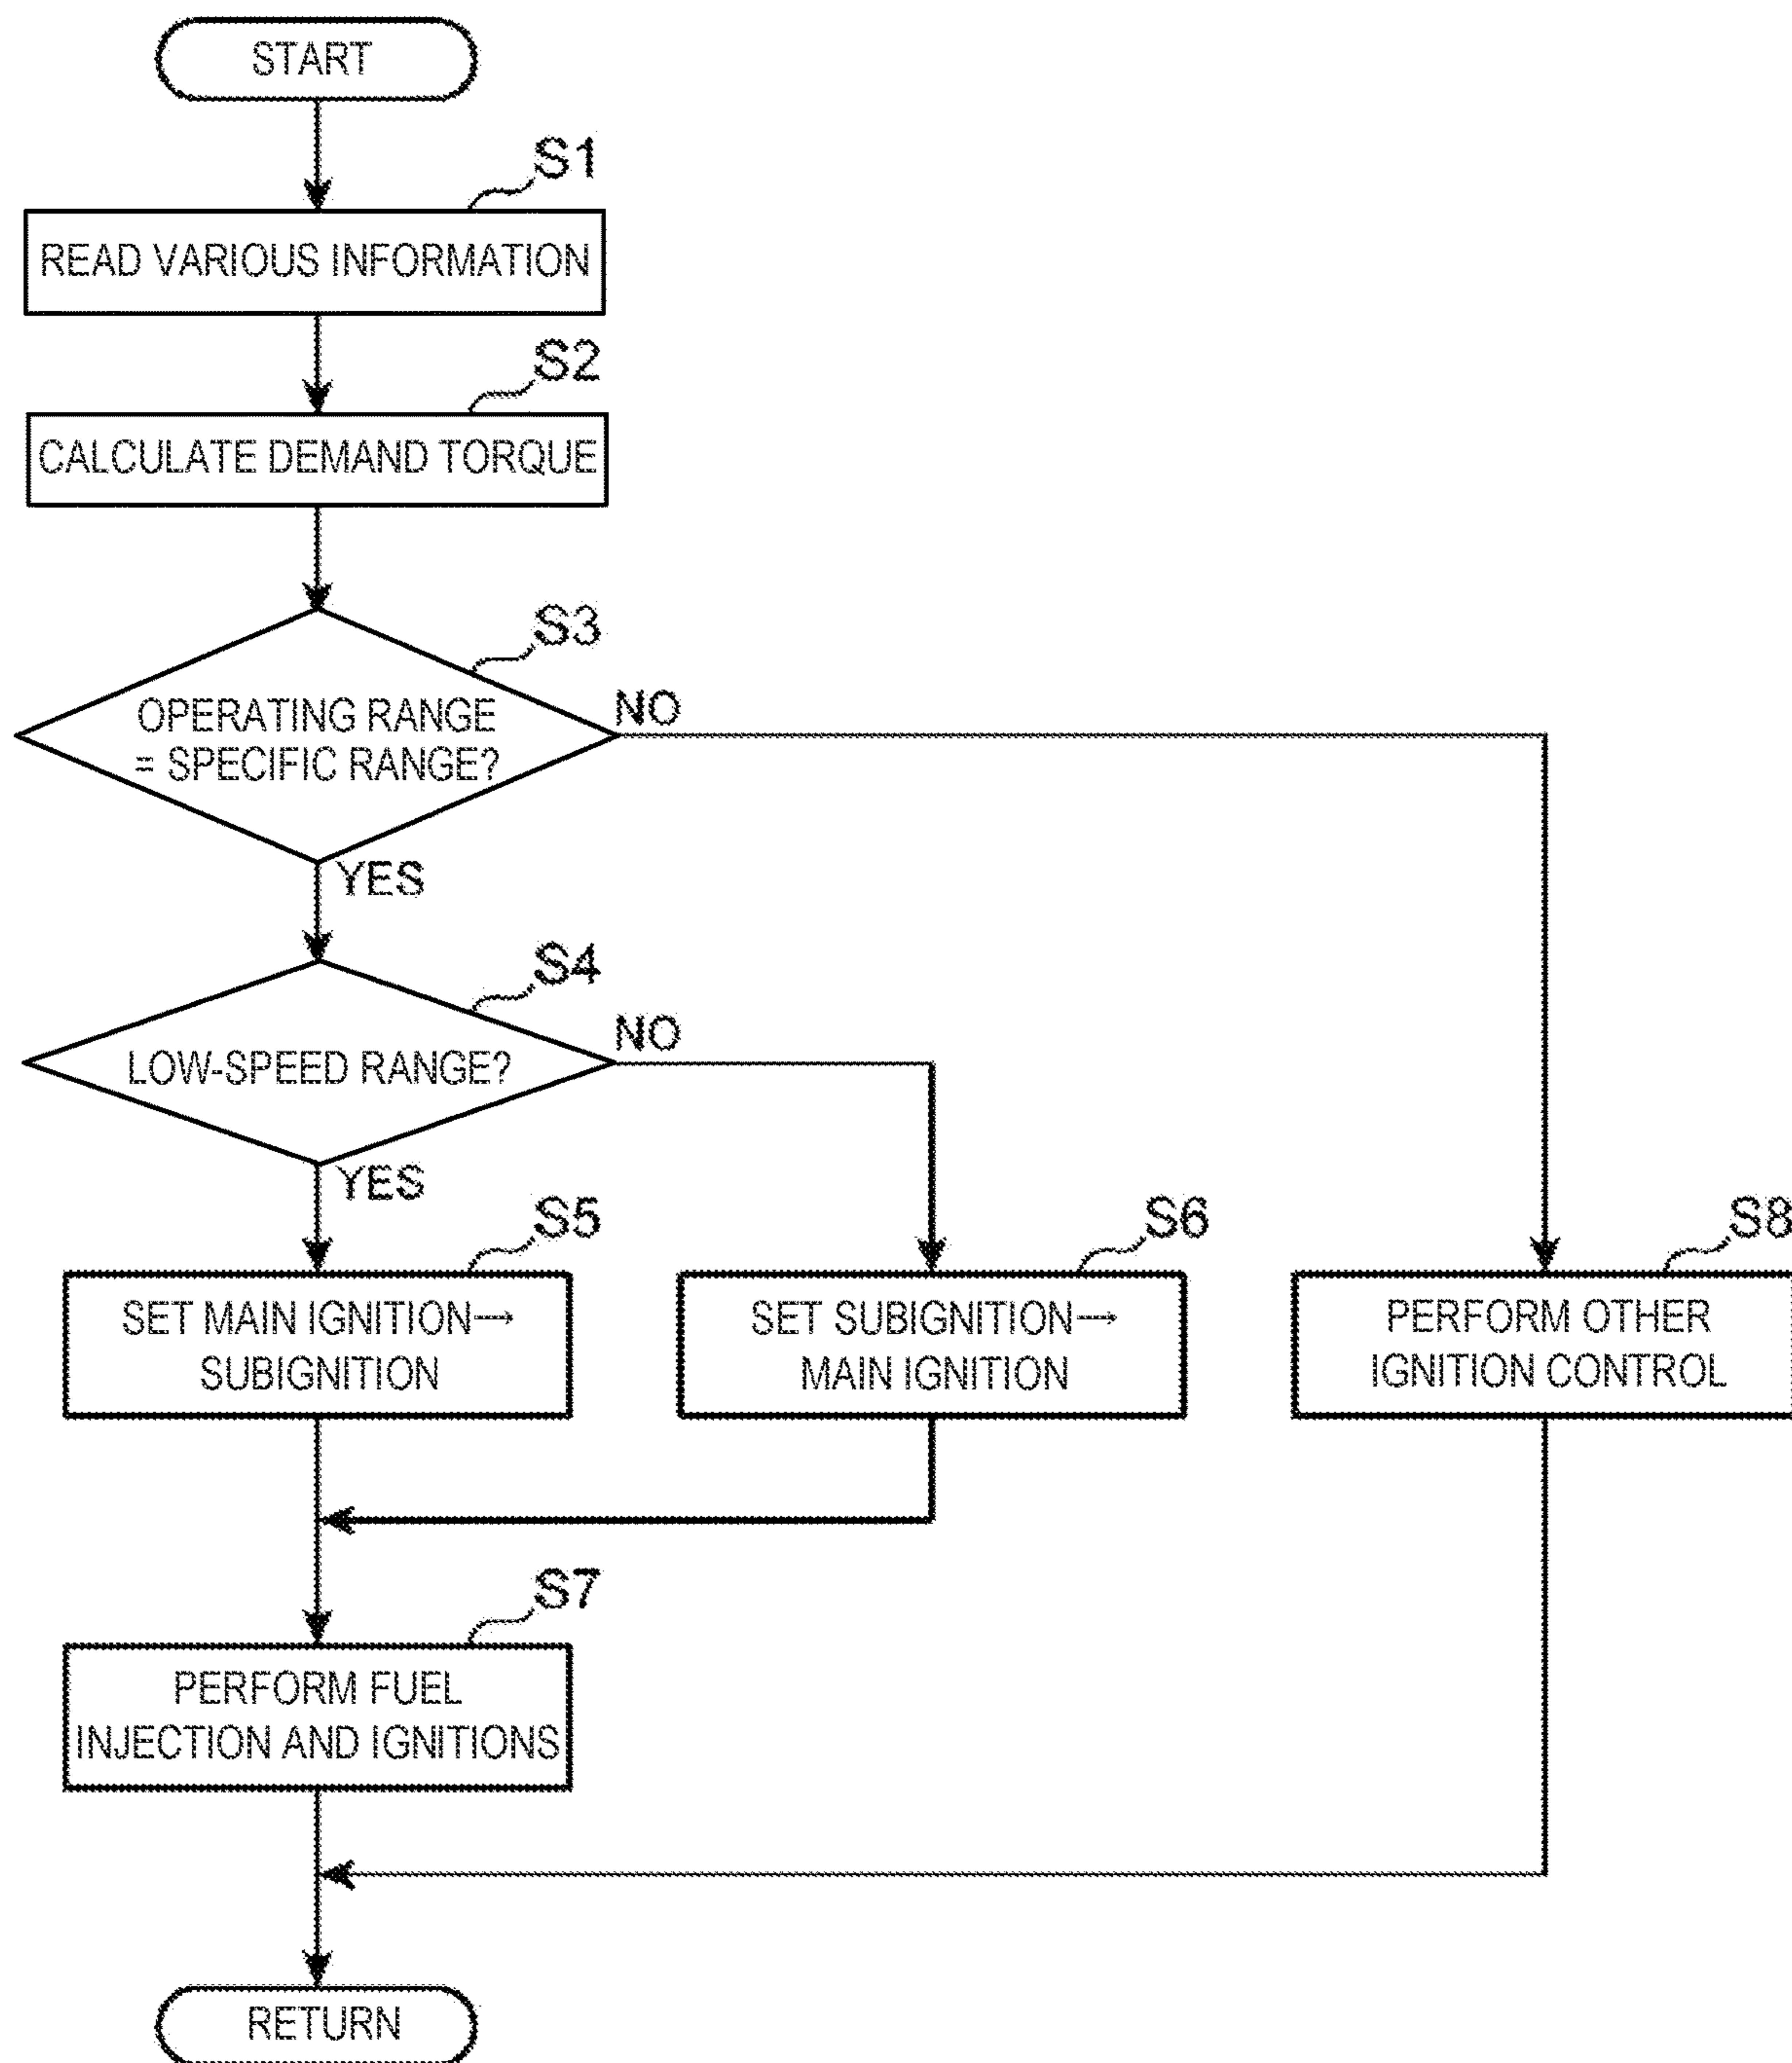 START
S1
READ VARIOUS INFORMATION
S2
CALCULATE DEMAND TORQUE
S3
OPERATING RANGE
= SPECIFIC RANGE?
NO
YES
S4
LOW-SPEED RANGE?
NO
YES
S5
SET MAIN IGNITION→
SUBIGNITION
S6
SET SUBIGNITION→
MAIN IGNITION
S8
PERFORM OTHER
IGNITION CONTROL
S7
PERFORM FUEL
INJECTION AND IGNITIONS
RETURN